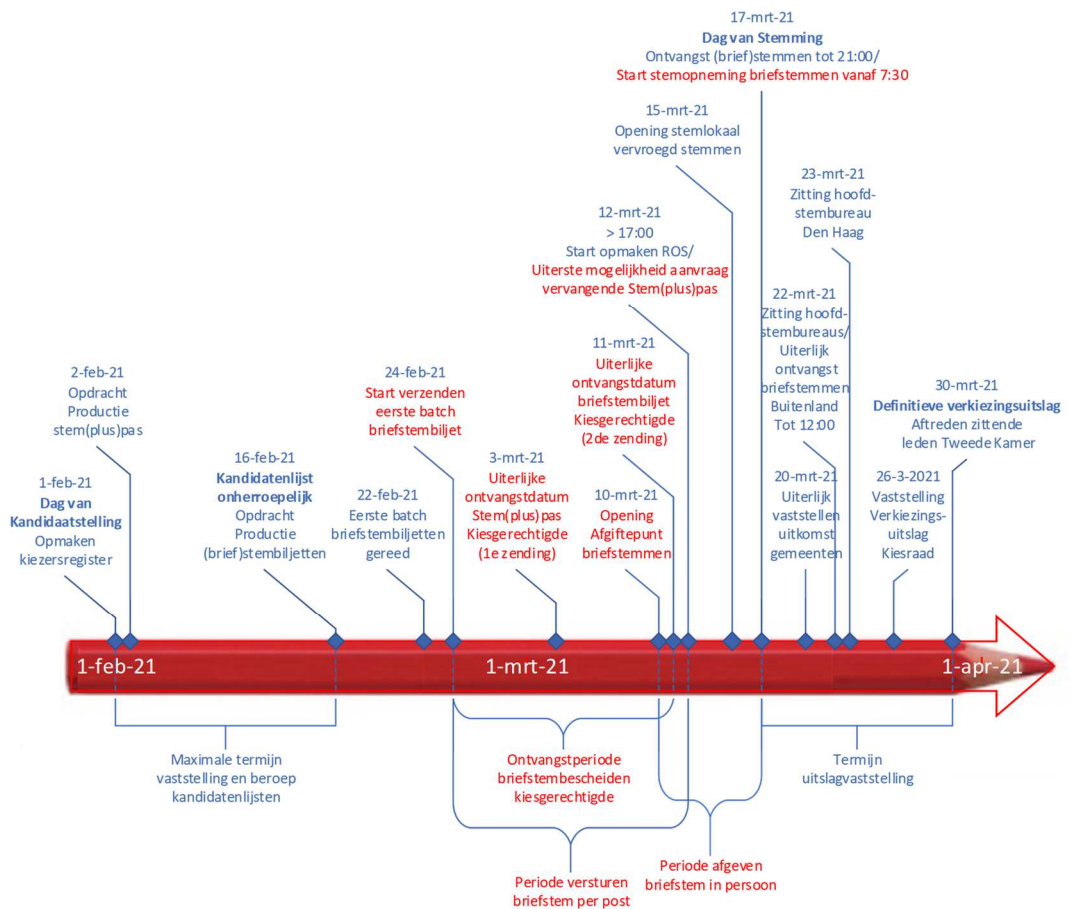 17-mrt-21
Dag van Stemming
Ontvangst (brief)stemmen tot 21:00/
Start stemopneming briefstemmen vanaf 7:30
15-mrt-21
Opening stemlokaal
vervroegd stemmen
23-mrt-21
Zitting hoofd-
stembureau
Den Haag
12-mrt-21
> 17:00
Start opmaken ROS/
Uiterste mogelijkheid aanvraag
vervangende Stem(plus)pas
22-mrt-21
Zitting hoofd-
stembureaus/
Uiterlijk
ontvangst
briefstemmen
Buitenland
Tot 12:00
11-mrt-21
Uiterlijke
ontvangstdatum
briefstembiljet
Kiesgerechtigde
(2de zending)
2-feb-21
Opdracht
Productie
stem(plus)pas
24-feb-21
Start verzenden
eerste batch
briefstembiljet
30-mrt-21
Definitieve verkiezingsuitslag
Aftreden zittende
leden Tweede Kamer
1-feb-21
Dag van
Kandidaatstelling
Opmaken
kiezersregister
16-feb-21
Kandidatenlijst
onherroepelijk
Opdracht
Productie
(brief)stembiljetten
22-feb-21
Eerste batch
briefstembiljetten
gereed
3-mrt-21
Uiterlijke
ontvangstdatum
Stem(plus)pas
Kiesgerechtigde
(1e zending)
10-mrt-21
Opening
Afgiftepunt
briefstemmen
20-mrt-21
Uiterlijk
vaststellen
uitkomst
gemeenten
26-3-2021
Vaststelling
Verkiezings-
uitslag
Kiesraad
1-feb-21
1-mrt-21
1-apr-21
Maximale termijn
vaststelling en beroep
kandidatenlijsten
Ontvangstperiode
briefstembescheiden
kiesgerechtigde
Termijn
uitslagvaststelling
Periode versturen
briefstem per post
Periode afgeven
briefstem in persoon